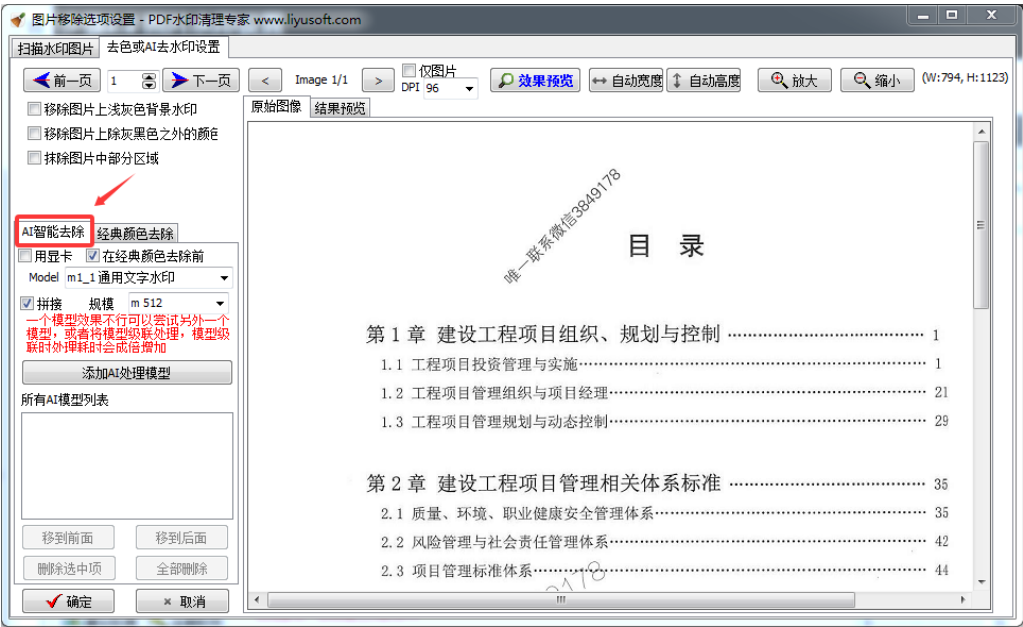 图片移除选项设置 - PDF水印清理专家 www.liyusoft.com
扫描水印图片 去色或AI去水印设置
前一页 1 下一页 < Image 1/1 > 仅图片 DPI 96 效果预览 自动宽度 自动高度 放大 缩小 (W:794, H:1123)
移除图片上浅灰色背景水印
移除图片上除灰黑色之外的颜色
抹除图片中部分区域
AI智能去除 经典颜色去除
用显卡 在经典颜色去除前
Model m1_1通用文字水印
拼接 规模 m 512
一个模型效果不行可以尝试另外一个
模型，或者将模型级联处理，模型级
联时处理耗时会成倍增加
添加AI处理模型
所有AI模型列表
移到前面 移到后面
删除选中项 全部删除
确定 取消
原始图像 结果预览
唯一联系微信3849178
目 录
第1章 建设工程项目组织、规划与控制 …………………………… 1
1.1 工程项目投资管理与实施…………………………………… 1
1.2 工程项目管理组织与项目经理…………………………………… 21
1.3 工程项目管理规划与动态控制…………………………………… 29
第2章 建设工程项目管理相关体系标准 …………………………… 35
2.1 质量、环境、职业健康安全管理体系…………………………… 35
2.2 风险管理与社会责任管理体系…………………………………… 42
2.3 项目管理标准体系…………………………………… 44
9178